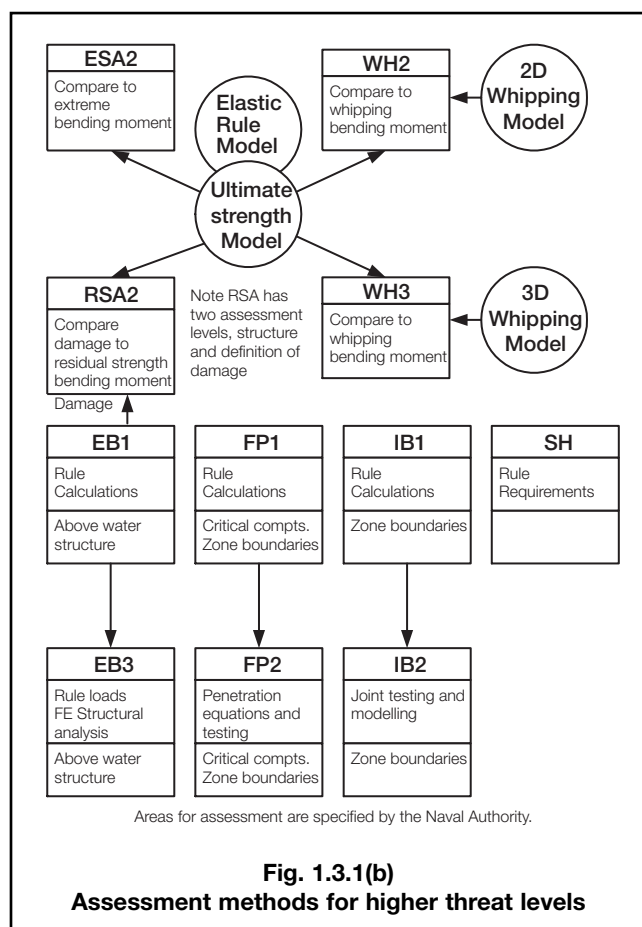 ESA2
Compare to
extreme
bending moment
Elastic
Rule
Model
WH2
Compare to
whipping
bending moment
2D
Whipping
Model
Ultimate
strength
Model
RSA2
Compare
damage to
residual strength
bending moment
Note RSA has
two assessment
levels, structure
and definition of
damage
WH3
Compare to
whipping
bending moment
3D
Whipping
Model
Damage
EB1
Rule
Calculations
Above water
structure
FP1
Rule
Calculations
Critical compts.
Zone boundaries
IB1
Rule
Calculations
Zone boundaries
SH
Rule
Requirements
EB3
Rule loads
FE Structural
analysis
Above water
structure
FP2
Penetration
equations and
testing
Critical compts.
Zone boundaries
IB2
Joint testing and
modelling
Zone boundaries
Areas for assessment are specified by the Naval Authority.
Fig. 1.3.1(b)
Assessment methods for higher threat levels